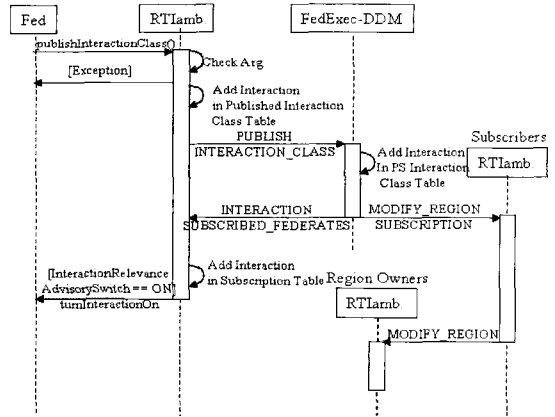 Fed
RTIamb
FedExec-DDM
publishInteractionClass()
Check Arg
[Exception]
Add Interaction
in Published Interaction
Class Table
PUBLISH
INTERACTION_CLASS
Add Interaction
In PS Interaction
Class Table
Subscribers
RTIamb
INTERACTION
SUBSCRIBED_FEDERATES
MODIFY_REGION
SUBSCRIPTION
Add Interaction
in Subscription Table
[InteractionRelevance
AdvisorySwitch == ON]
turnInteractionOn
Region Owners
RTIamb
MODIFY_REGION